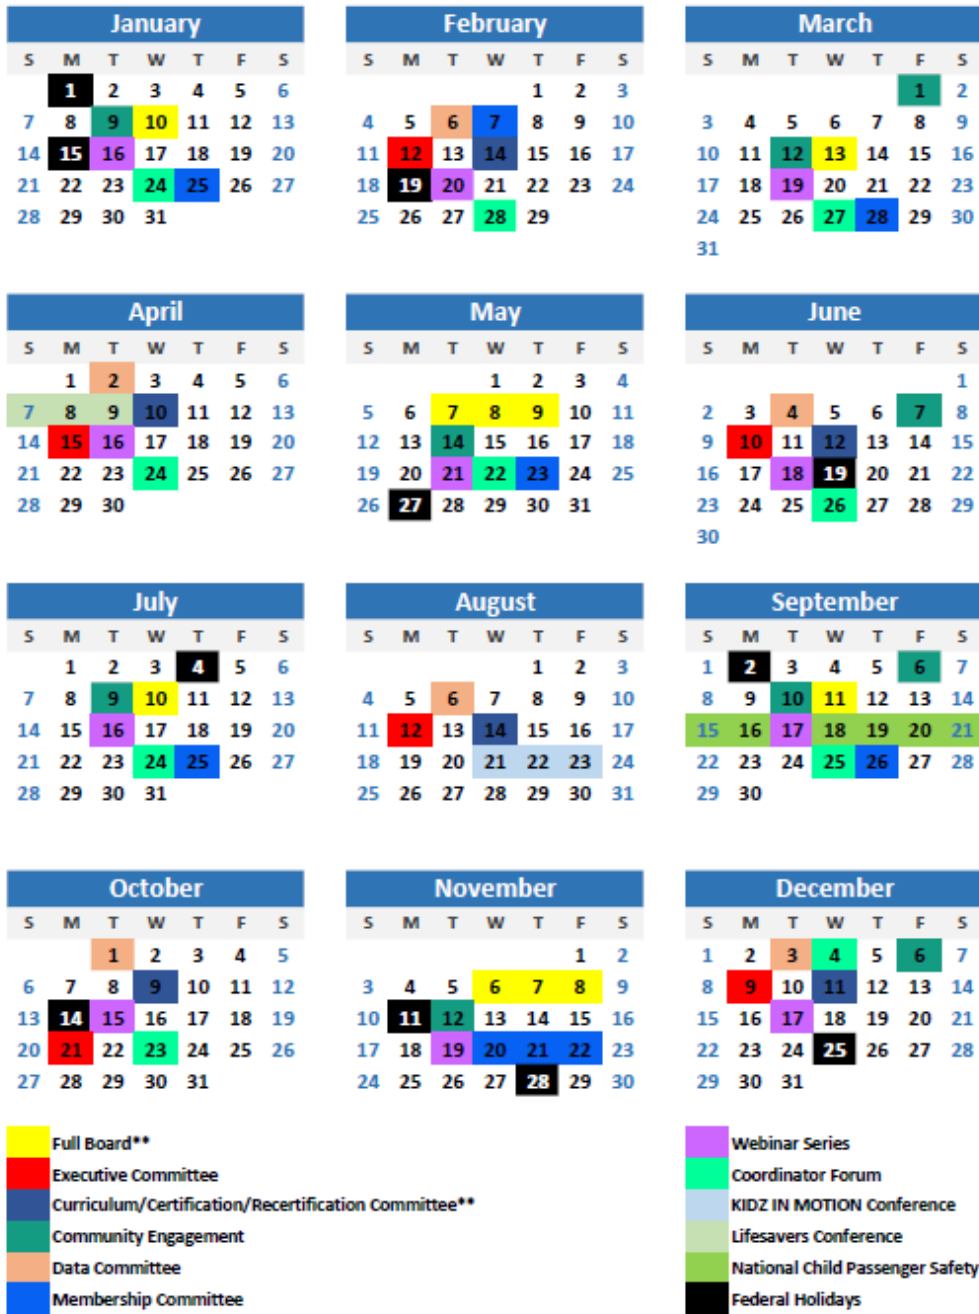 January February March
S M T W T F S S M T W T F S S M T W T F S
1 2 3 4 5 6 1 2 3 1 2
7 8 9 10 11 12 13 4 5 6 7 8 9 10 3 4 5 6 7 8 9
14 15 16 17 18 19 20 11 12 13 14 15 16 17 10 11 12 13 14 15 16
21 22 23 24 25 26 27 18 19 20 21 22 23 24 17 18 19 20 21 22 23
28 29 30 31 25 26 27 28 29 24 25 26 27 28 29 30
31
April May June
S M T W T F S S M T W T F S S M T W T F S
1 2 3 4 5 6 1 2 3 4 1
7 8 9 10 11 12 13 5 6 7 8 9 10 11 2 3 4 5 6 7 8
14 15 16 17 18 19 20 12 13 14 15 16 17 18 9 10 11 12 13 14 15
21 22 23 24 25 26 27 19 20 21 22 23 24 25 16 17 18 19 20 21 22
28 29 30 26 27 28 29 30 31 23 24 25 26 27 28 29
30
July August September
S M T W T F S S M T W T F S S M T W T F S
1 2 3 4 5 6 1 2 3 1 2 3 4 5 6 7
7 8 9 10 11 12 13 4 5 6 7 8 9 10 8 9 10 11 12 13 14
14 15 16 17 18 19 20 11 12 13 14 15 16 17 15 16 17 18 19 20 21
21 22 23 24 25 26 27 18 19 20 21 22 23 24 22 23 24 25 26 27 28
28 29 30 31 25 26 27 28 29 30 31 29 30
October November December
S M T W T F S S M T W T F S S M T W T F S
1 2 3 4 5 1 2 1 2 3 4 5 6 7
6 7 8 9 10 11 12 3 4 5 6 7 8 9 8 9 10 11 12 13 14
13 14 15 16 17 18 19 10 11 12 13 14 15 16 15 16 17 18 19 20 21
20 21 22 23 24 25 26 17 18 19 20 21 22 23 22 23 24 25 26 27 28
27 28 29 30 31 24 25 26 27 28 29 30 29 30 31
Full Board** Webinar Series
Executive Committee Coordinator Forum
Curriculum/Certification/Recertification Committee** KIDZ IN MOTION Conference
Community Engagement Lifesavers Conference
Data Committee National Child Passenger Safety
Membership Committee Federal Holidays